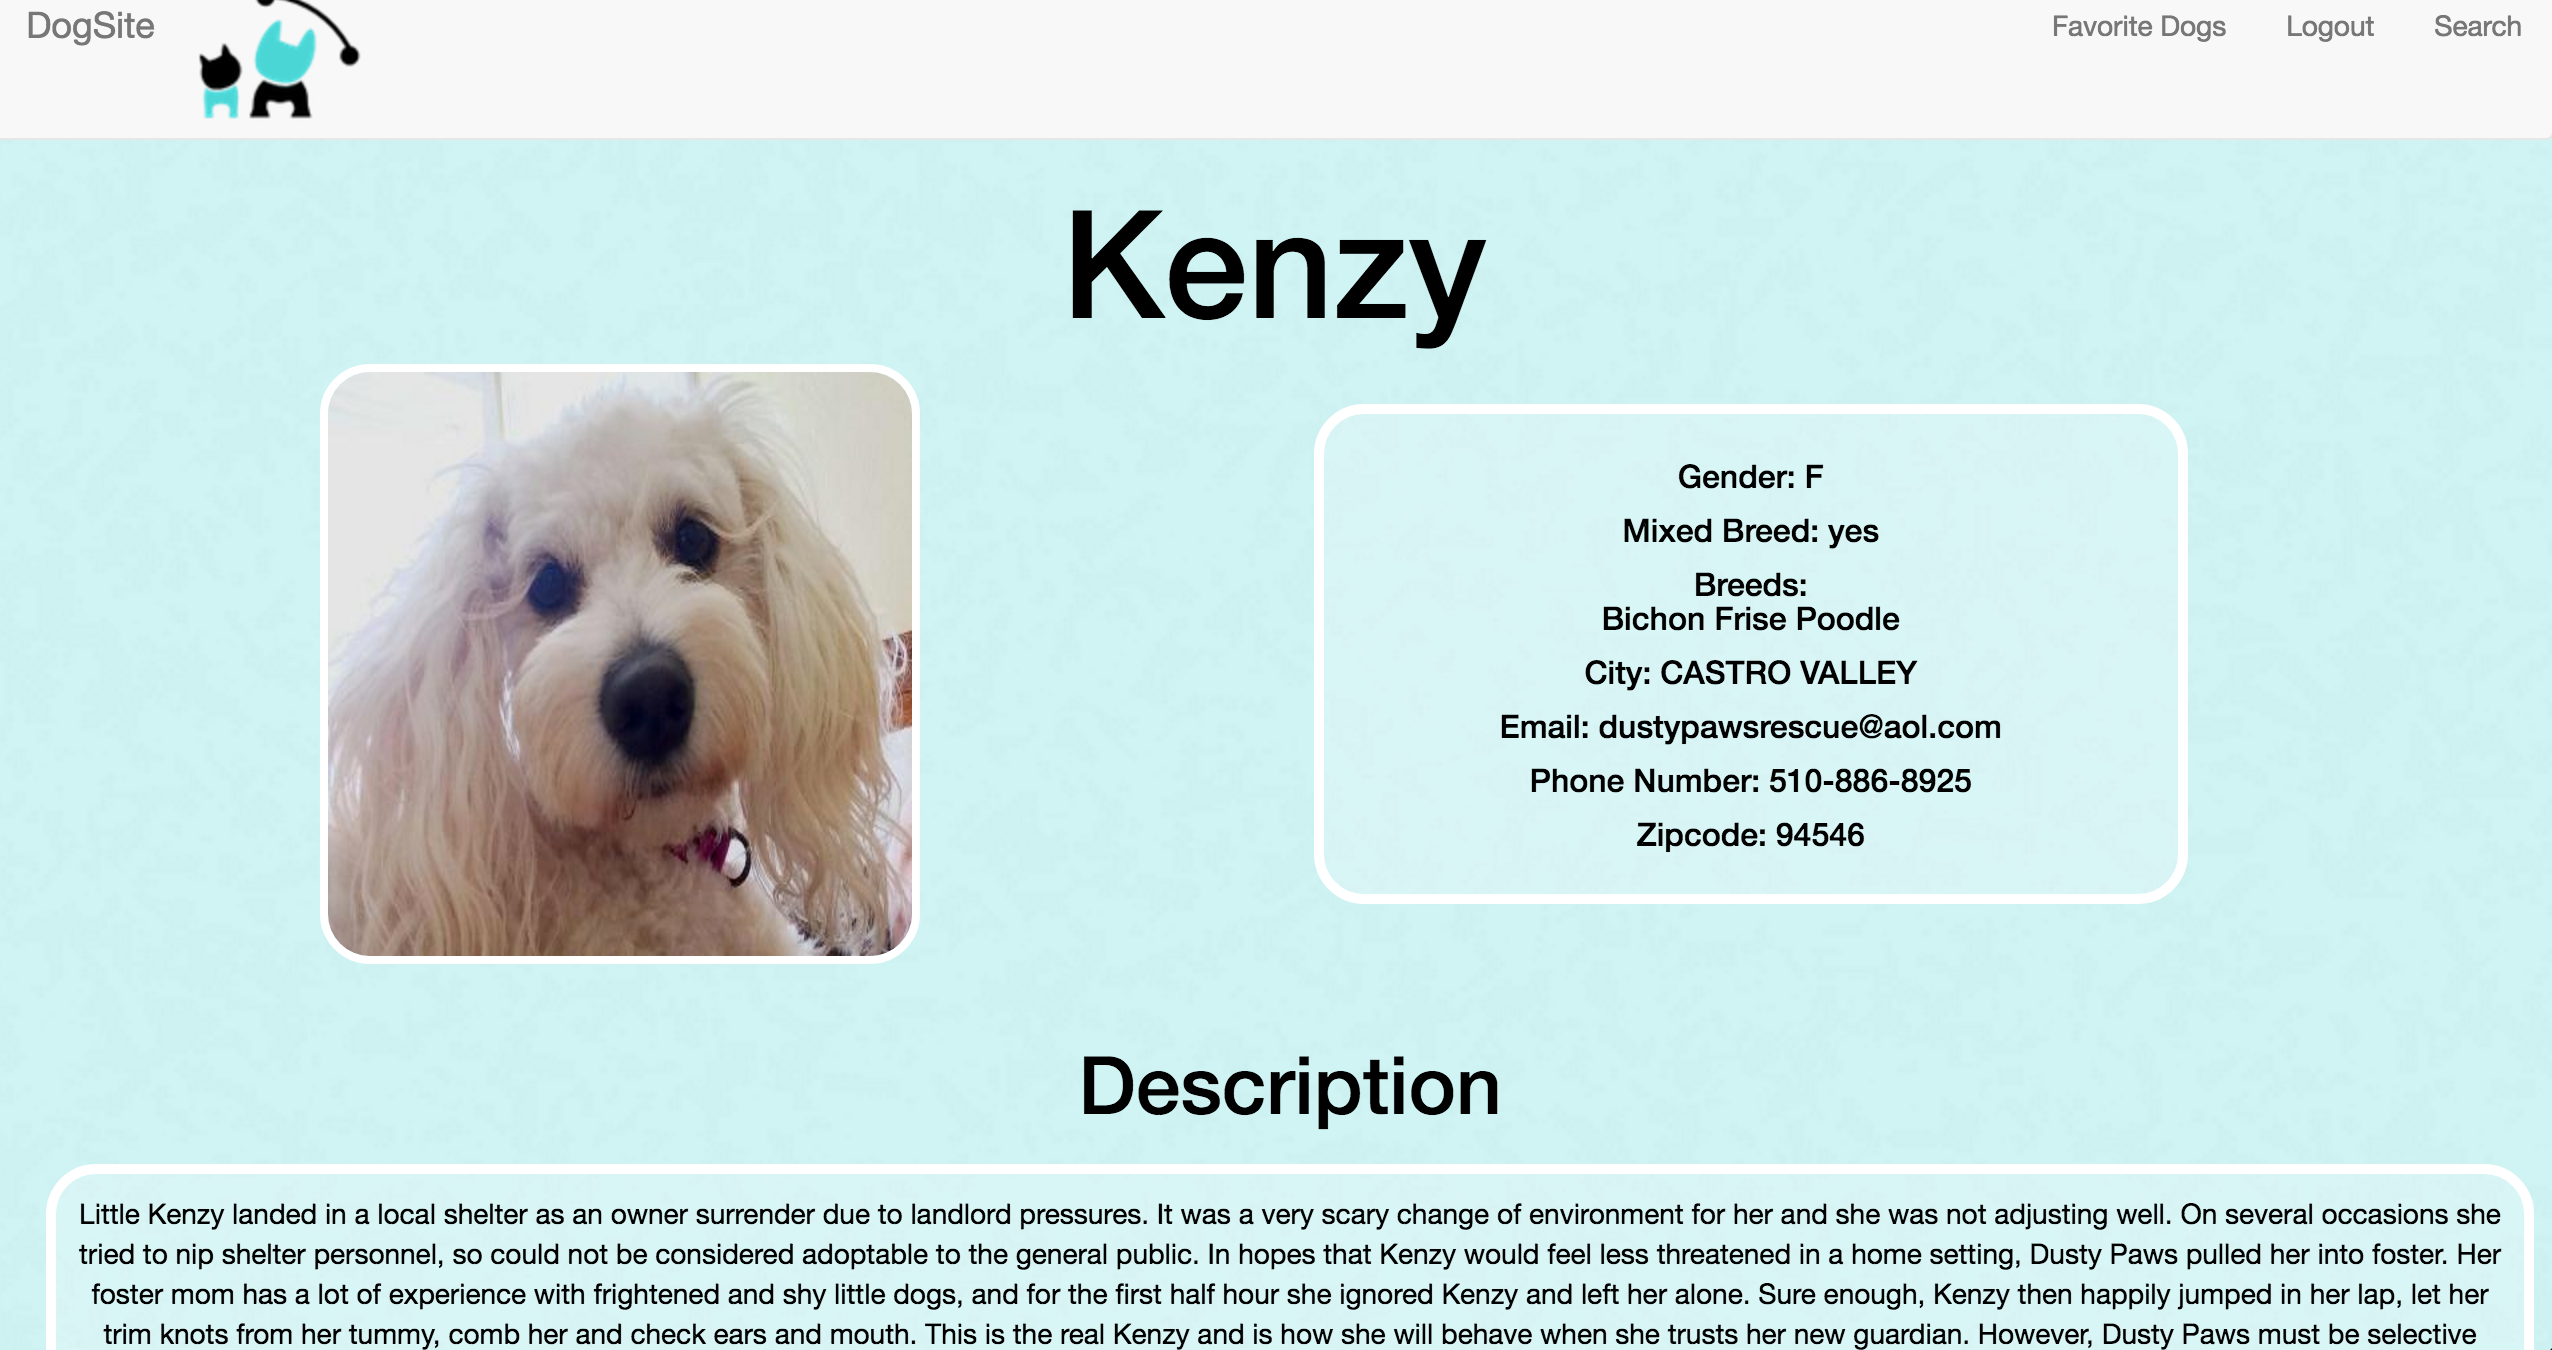 DogSite
Favorite Dogs
Logout
Search
Kenzy
Gender: F
Mixed Breed: yes
Breeds:
Bichon Frise Poodle
City: CASTRO VALLEY
Email: dustypawsrescue@aol.com
Phone Number: 510-886-8925
Zipcode: 94546
Description
Little Kenzy landed in a local shelter as an owner surrender due to landlord pressures. It was a very scary change of environment for her and she was not adjusting well. On several occasions she
tried to nip shelter personnel, so could not be considered adoptable to the general public. In hopes that Kenzy would feel less threatened in a home setting, Dusty Paws pulled her into foster. Her
foster mom has a lot of experience with frightened and shy little dogs, and for the first half hour she ignored Kenzy and left her alone. Sure enough, Kenzy then happily jumped in her lap, let her
trim knots from her tummy, comb her and check ears and mouth. This is the real Kenzy and is how she will behave when she trusts her new guardian. However, Dusty Paws must be selective